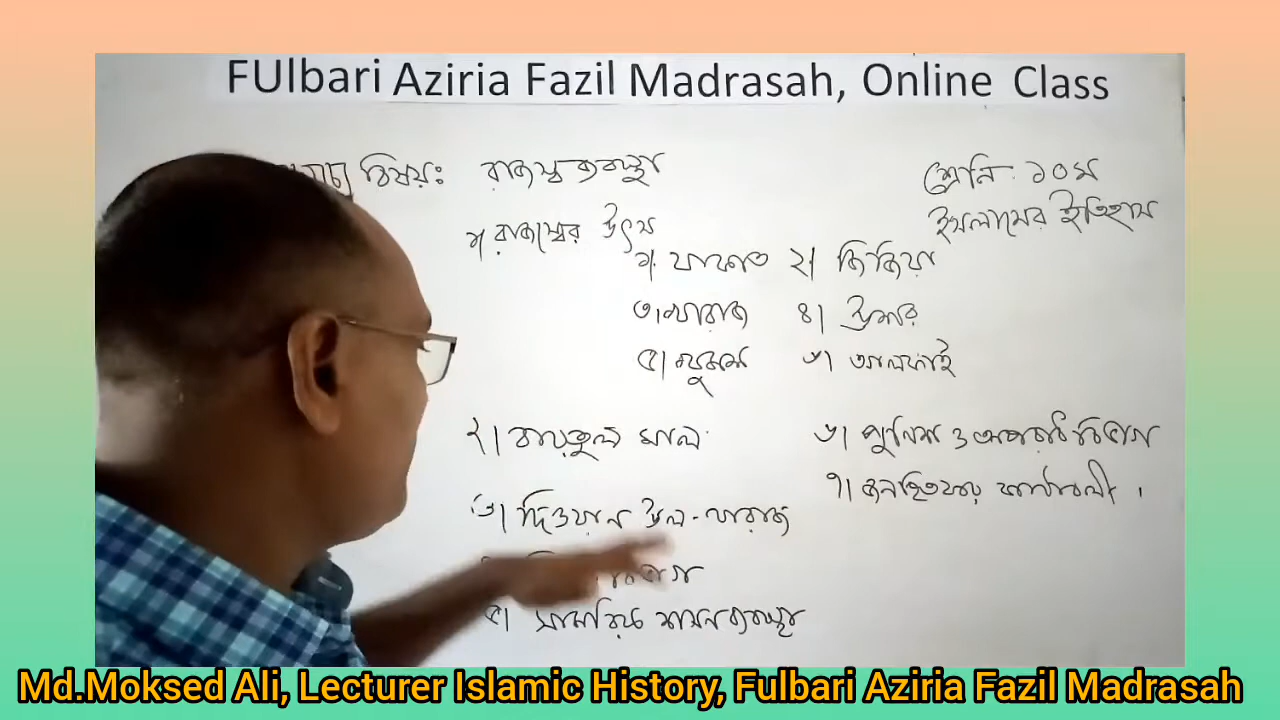 FUlbari Aziria Fazil Madrasah, Online Class
বিষয়ঃ রাজস্ব ব্যবস্থা
শ্রেনি: ১০ম
ইসলামের ইতিহাস
১। রাজস্বের উৎস
১। যাকাত ২। জিজিয়া
৩। খারাজ ৪। উশর
৫। খুমস ৬। আলফাই
২। বায়তুল মাল
৬। পুলিশ ও অপরাধ বিভাগ
৭। জনহিতকর কার্যাবলী।
৩। দিওয়ান উল-খারাজ
বিভাগ
৫। সামরিক শাসন ব্যবস্থা
Md.Moksed Ali, Lecturer Islamic History, Fulbari Aziria Fazil Madrasah